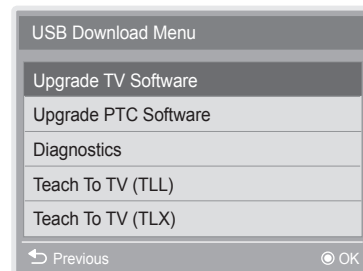 USB Download Menu
Upgrade TV Software
Upgrade PTC Software
Diagnostics
Teach To TV (TLL)
Teach To TV (TLX)
Previous OK